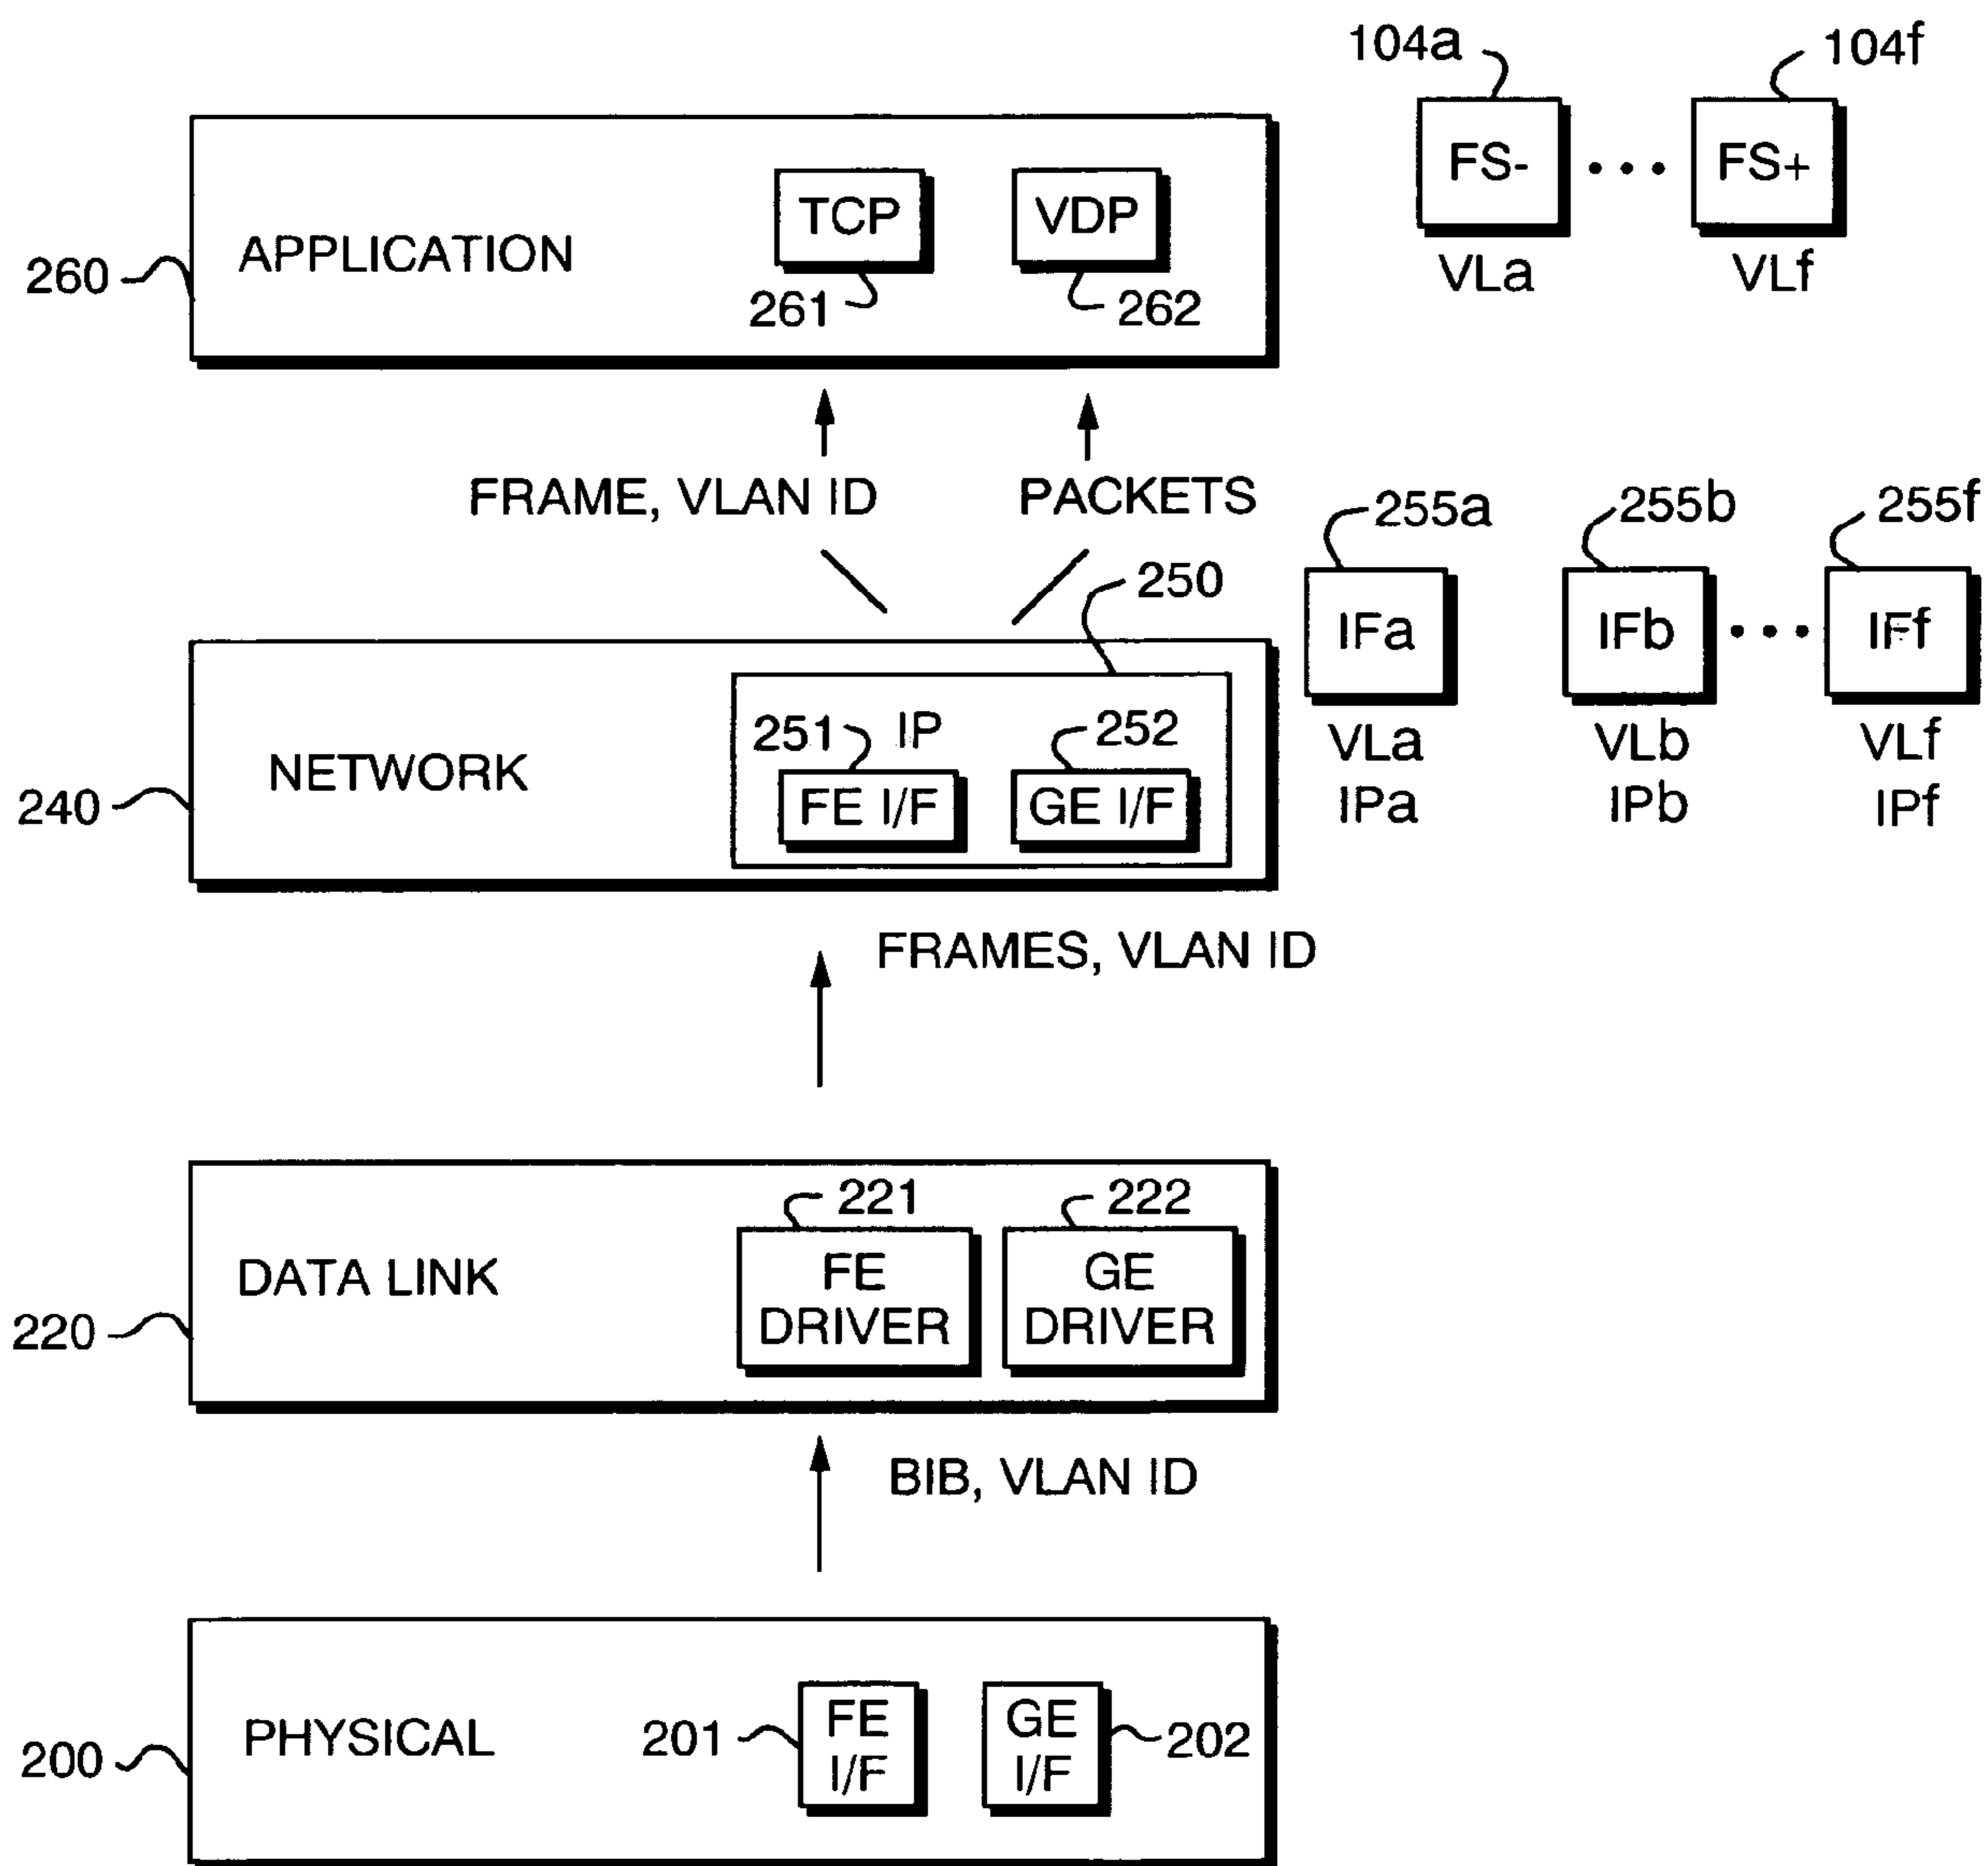 104a
104f
FS-
FS+
VLa
VLf
260
APPLICATION
TCP
VDP
261
262
FRAME, VLAN ID
PACKETS
250
255a
255b
255f
IFa
IFb
IFf
VLa
VLb
VLf
IPa
IPb
IPf
240
NETWORK
251
IP
252
FE I/F
GE I/F
FRAMES, VLAN ID
220
DATA LINK
221
222
FE
DRIVER
GE
DRIVER
BIB, VLAN ID
200
PHYSICAL
201
FE
I/F
GE
I/F
202